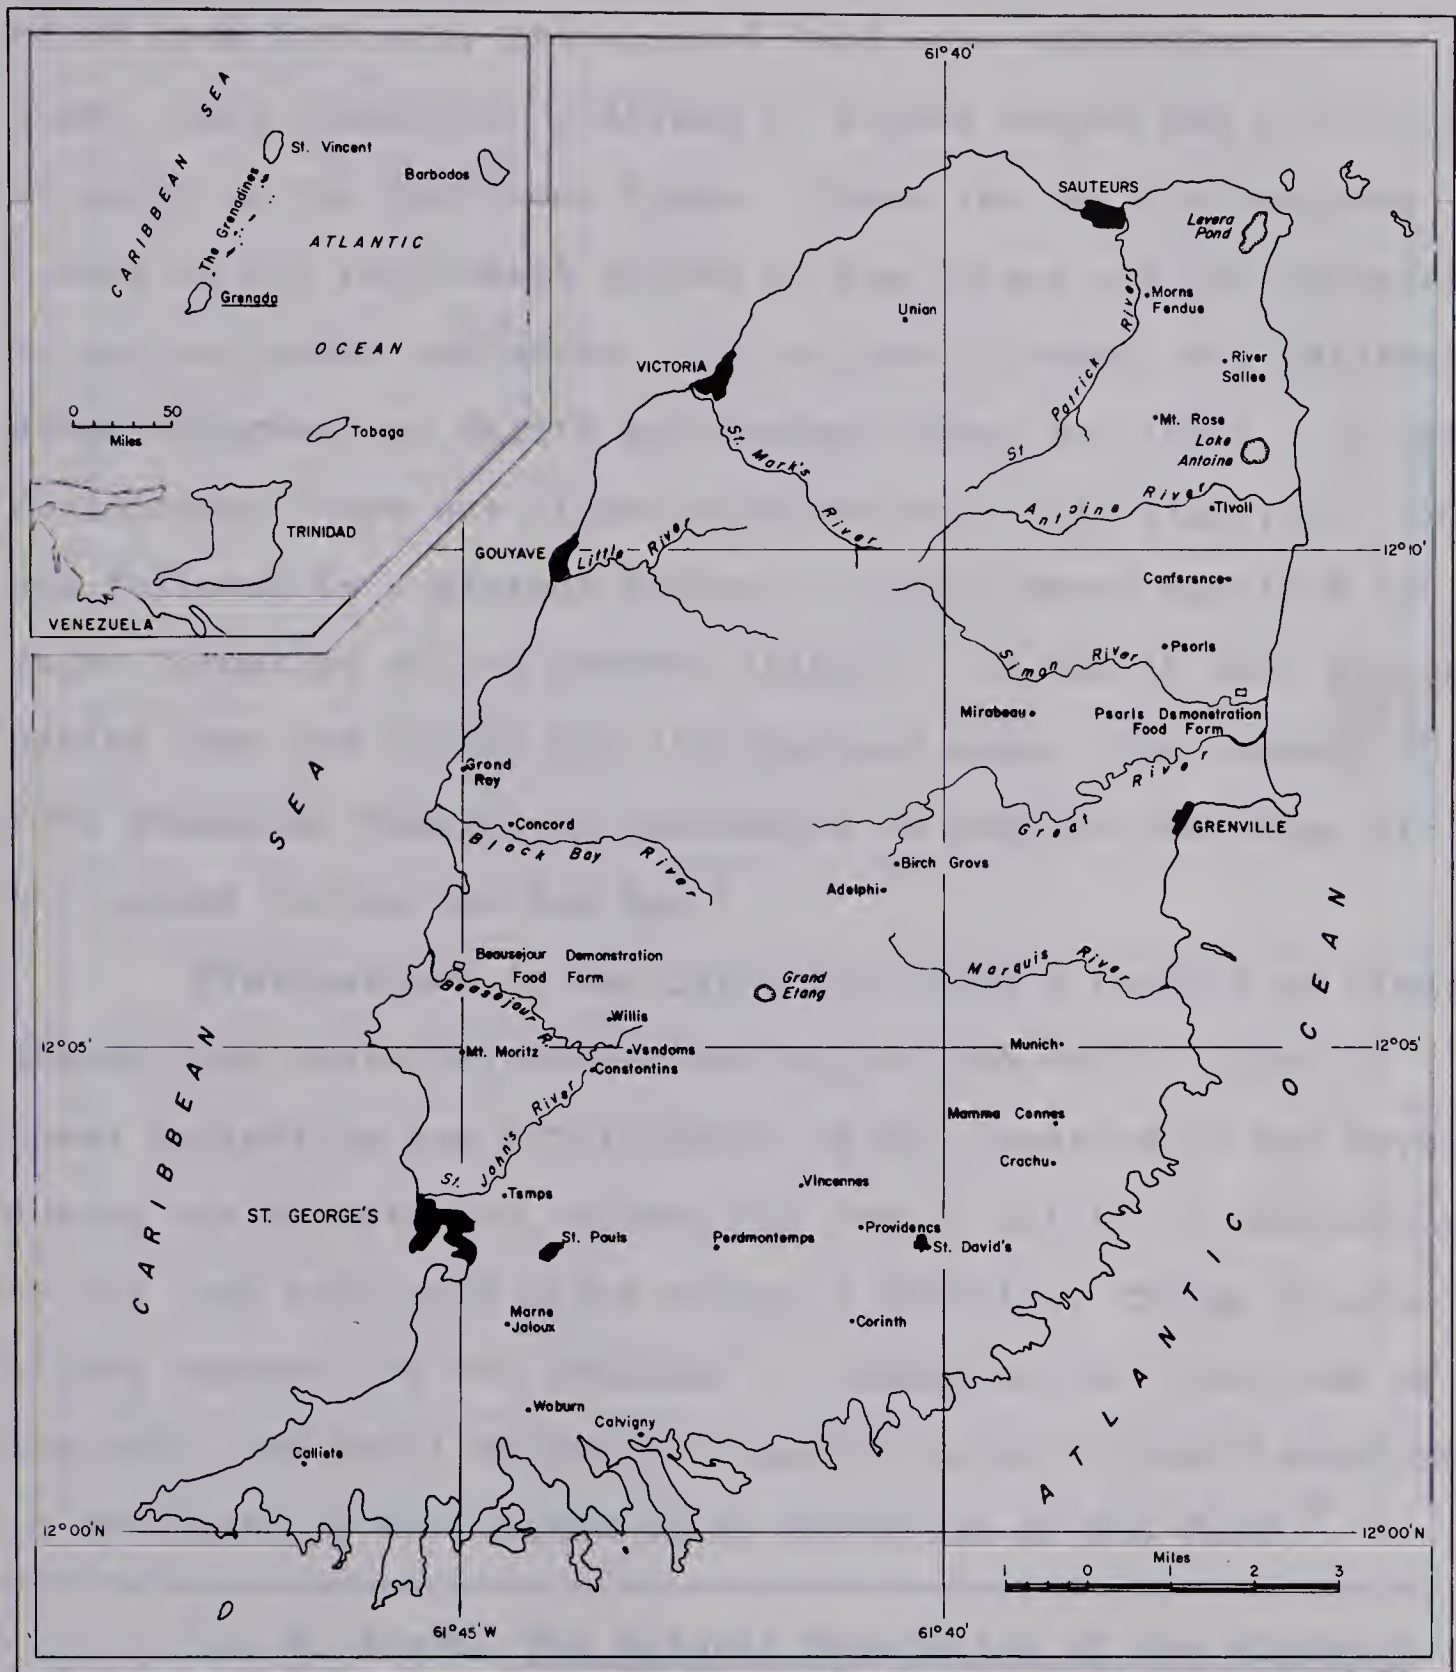 CARIBBEAN SEA
St. Vincent
Barbados
The Grenadines
ATLANTIC
Grenada
OCEAN
0 50
Miles
Tobago
TRINIDAD
VENEZUELA
61°40'
SAUTEURS
Levera
Pond
Morne
Fendue
Union
St Patrick River
River
Sallee
VICTORIA
Mt. Rose
Lake
Antoine
St. Mark's River
Antoine River
Tivoli
GOUYAVE
Little River
12°10'
Conference
Simon River
Pearls
Mirabeau
Pearls Demonstration
Food Farm
Grand
Roy
Great River
Concord
GRENVILLE
Black Bay River
Birch Grove
Adelphi
Beausejour Demonstration
Food Farm
Beasejour R.
Grand
Etang
Marquis River
Willis
12°05'
Mt. Moritz
Vendome
Munich
12°05'
Constantine
Mamma Cannes
St. John's River
Crochu
Tempe
Vincennes
ST. GEORGE'S
St. Pauls
Perdmontemps
Providence
St. David's
Morne
Jaloux
Corinth
Woburn
Calvigny
Calliste
CARIBBEAN SEA
ATLANTIC OCEAN
12°00'N
12°00'N
Miles
1 0 1 2 3
61°45'W
61°40'